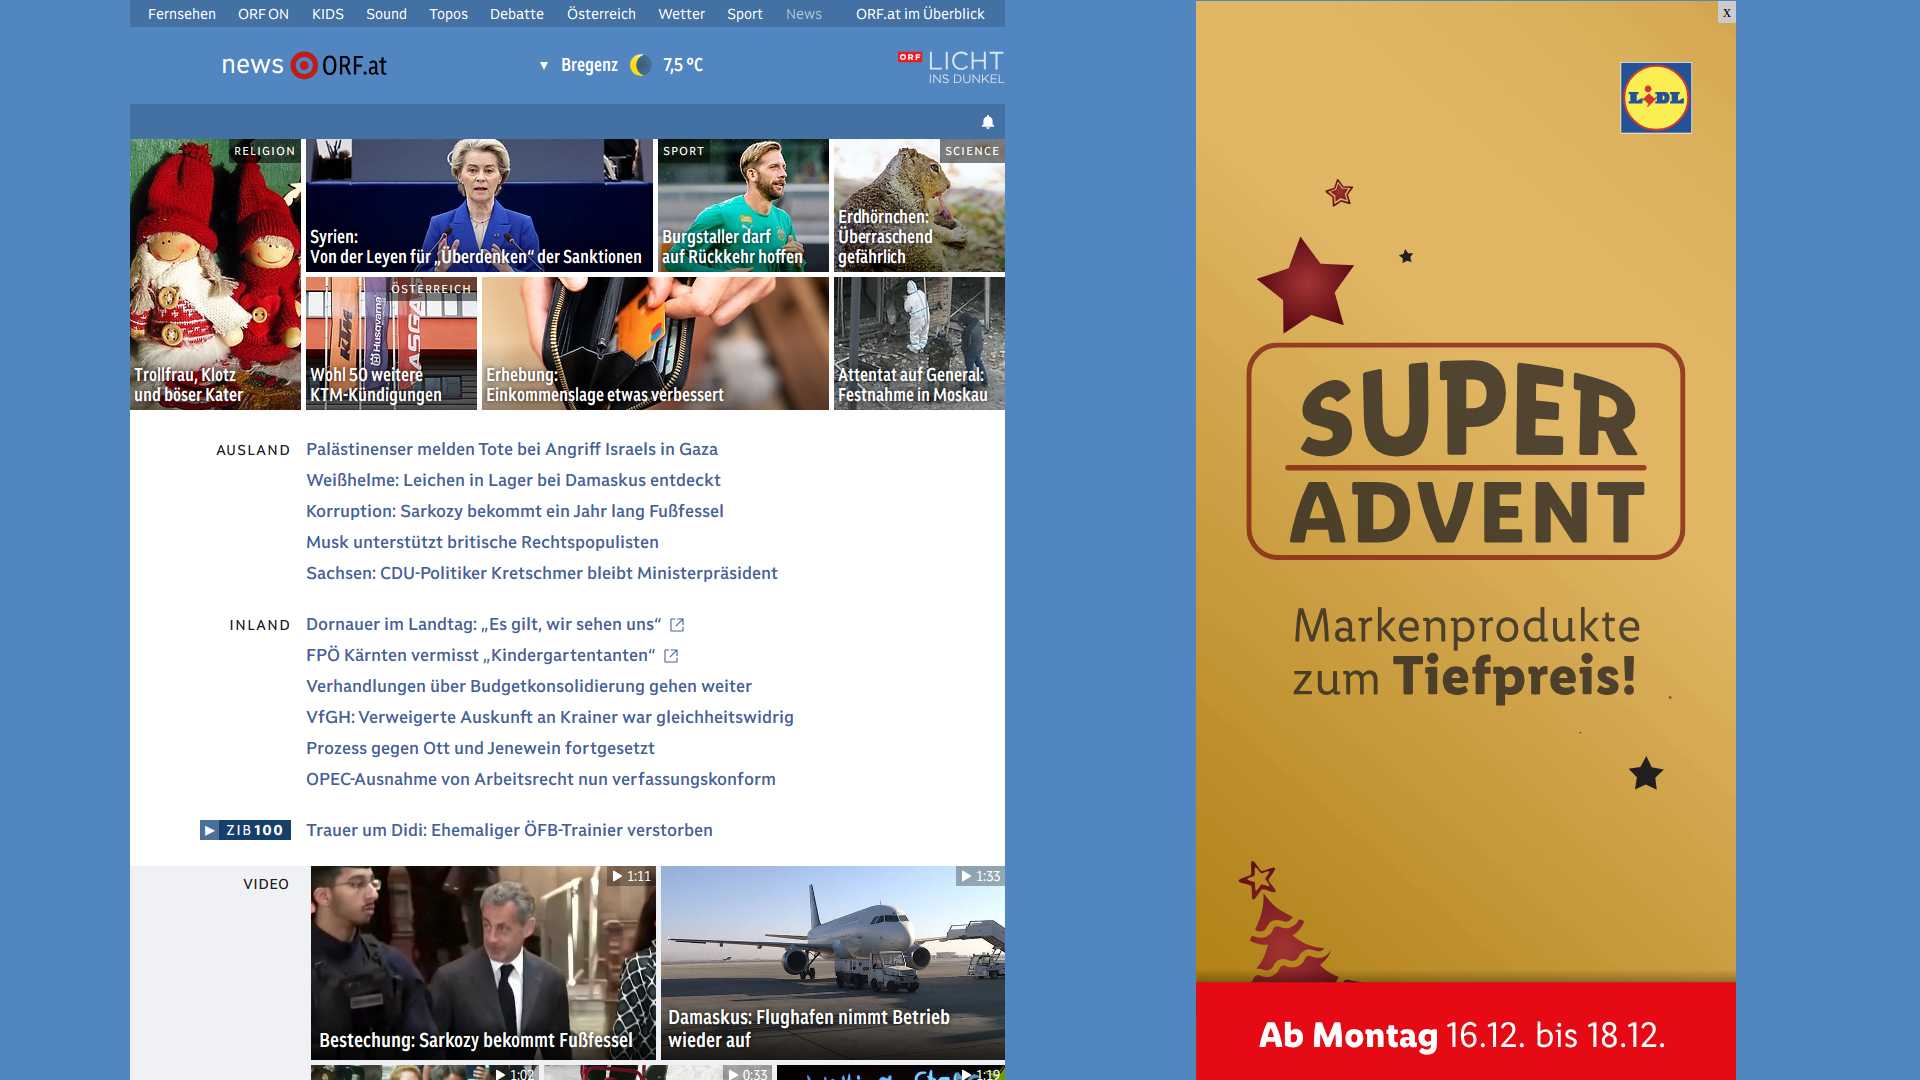 Fernsehen ORF ON KIDS Sound Topos Debatte Österreich Wetter Sport News ORF.at im Überblick
news ORF.at
Bregenz 7,5 °C
ORF LICHT
INS DUNKEL
RELIGION
Trollfrau, Klotz
und böser Kater
Syrien:
Von der Leyen für „Überdenken“ der Sanktionen
SPORT
Burgstaller darf
auf Rückkehr hoffen
SCIENCE
Erdhörnchen:
Überraschend
gefährlich
ÖSTERREICH
KTM
Husqvarna
GASGA
Wohl 50 weitere
KTM-Kündigungen
Erhebung:
Einkommenslage etwas verbessert
Attentat auf General:
Festnahme in Moskau
AUSLAND
Palästinenser melden Tote bei Angriff Israels in Gaza
Weißhelme: Leichen in Lager bei Damaskus entdeckt
Korruption: Sarkozy bekommt ein Jahr lang Fußfessel
Musk unterstützt britische Rechtspopulisten
Sachsen: CDU-Politiker Kretschmer bleibt Ministerpräsident
INLAND
Dornauer im Landtag: „Es gilt, wir sehen uns“
FPÖ Kärnten vermisst „Kindergartentanten“
Verhandlungen über Budgetkonsolidierung gehen weiter
VfGH: Verweigerte Auskunft an Krainer war gleichheitswidrig
Prozess gegen Ott und Jenewein fortgesetzt
OPEC-Ausnahme von Arbeitsrecht nun verfassungskonform
ZIB100
Trauer um Didi: Ehemaliger ÖFB-Trainier verstorben
VIDEO
1:11
Bestechung: Sarkozy bekommt Fußfessel
1:33
Damaskus: Flughafen nimmt Betrieb
wieder auf
1:02
0:33
1:19
x
LIDL
SUPER
ADVENT
Markenprodukte
zum Tiefpreis!
Ab Montag 16.12. bis 18.12.